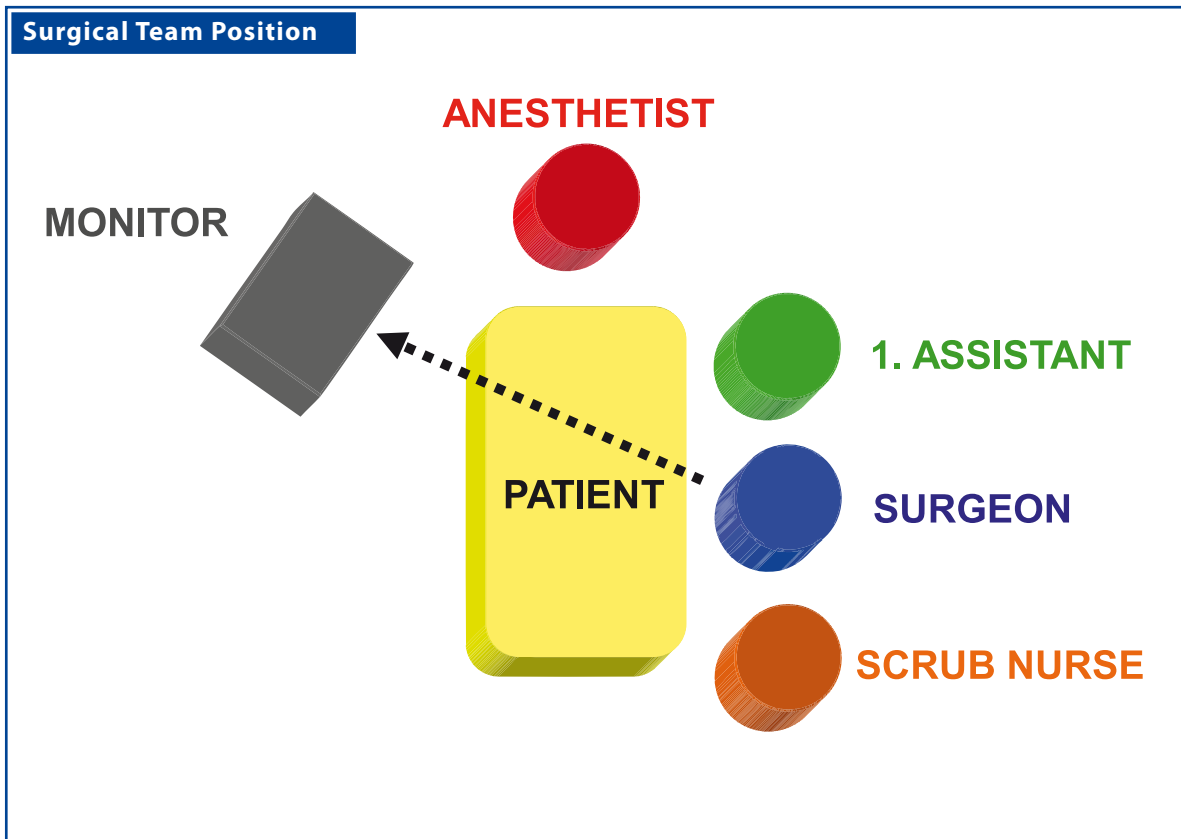 Surgical Team Position
ANESTHETIST
MONITOR
1. ASSISTANT
PATIENT
SURGEON
SCRUB NURSE